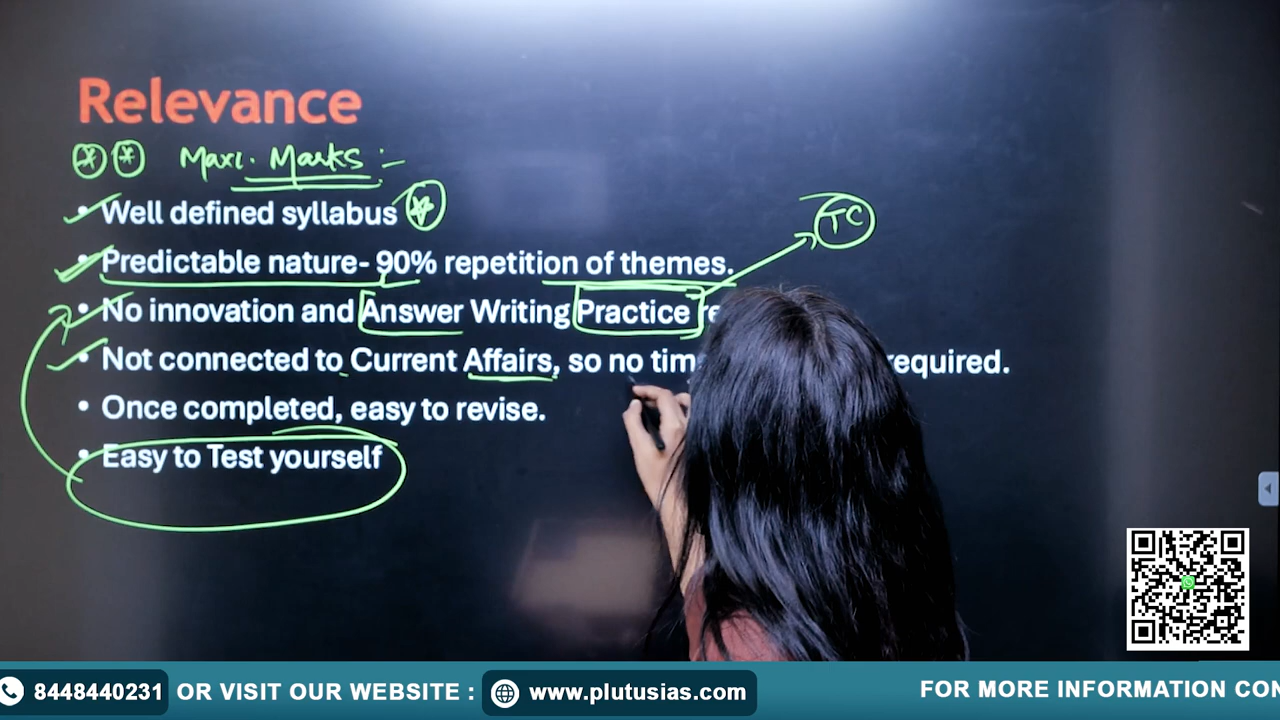 Relevance
Maxi. Marks :-
• Well defined syllabus
TC
• Predictable nature- 90% repetition of themes.
• No innovation and Answer Writing Practice re
• Not connected to Current Affairs, so no tim required.
• Once completed, easy to revise.
• Easy to Test yourself
8448440231 OR VISIT OUR WEBSITE : www.plutusias.com FOR MORE INFORMATION CON